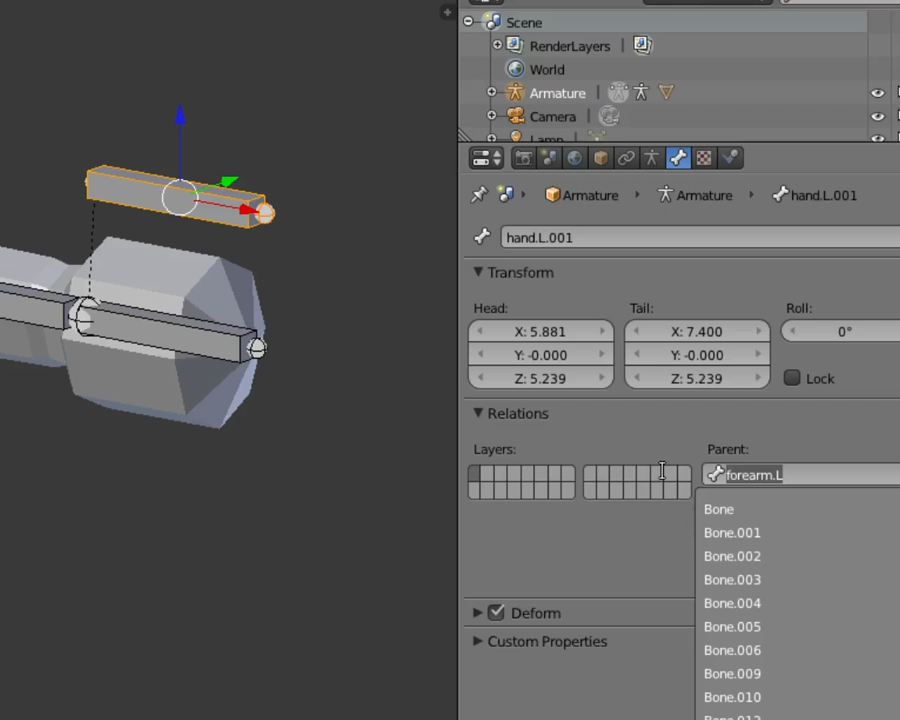 Scene
RenderLayers
World
Armature
Camera
Lamp
Armature
Armature
hand.L.001
hand.L.001
Transform
Head:
Tail:
Roll:
X: 5.881
X: 7.400
0°
Y: -0.000
Y: -0.000
Z: 5.239
Z: 5.239
Lock
Relations
Layers:
Parent:
forearm.L
Bone
Bone.001
Bone.002
Bone.003
Bone.004
Bone.005
Bone.006
Bone.009
Bone.010
Deform
Custom Properties